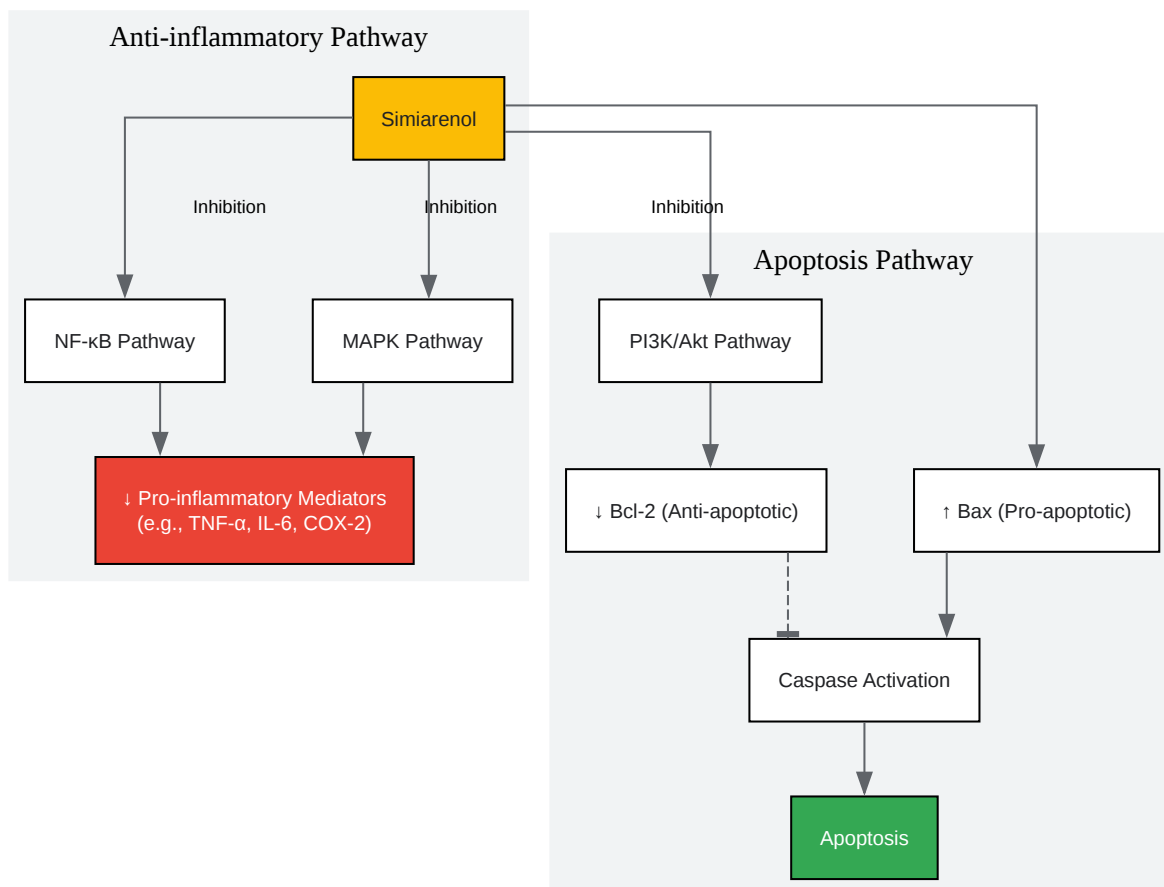 Anti-inflammatory Pathway
Simiarenol
Inhibition
Inhibition
Inhibition
Apoptosis Pathway
NF-κB Pathway
MAPK Pathway
PI3K/Akt Pathway
↓ Pro-inflammatory Mediators
(e.g., TNF-α, IL-6, COX-2)
↓ Bcl-2 (Anti-apoptotic)
↑ Bax (Pro-apoptotic)
Caspase Activation
Apoptosis